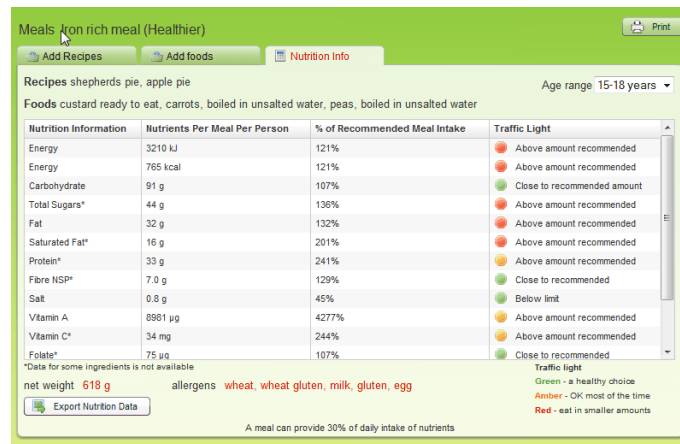 Meals Iron rich meal (Healthier)
Print
Add Recipes Add foods Nutrition Info
Recipes shepherds pie, apple pie
Age range 15-18 years
Foods custard ready to eat, carrots, boiled in unsalted water, peas, boiled in unsalted water
Nutrition Information Nutrients Per Meal Per Person % of Recommended Meal Intake Traffic Light
Energy 3210 kJ 121% Above amount recommended
Energy 765 kcal 121% Above amount recommended
Carbohydrate 91 g 107% Close to recommended amount
Total Sugars* 44 g 136% Above amount recommended
Fat 32 g 132% Above amount recommended
Saturated Fat* 16 g 201% Above amount recommended
Protein* 33 g 241% Above amount recommended
Fibre NSP* 7.0 g 129% Close to recommended
Salt 0.8 g 45% Below limit
Vitamin A 8981 µg 4277% Above amount recommended
Vitamin C* 34 mg 244% Above amount recommended
Folate* 75 µg 107% Close to recommended
*Data for some ingredients is not available
Traffic light
net weight 618 g allergens wheat, wheat gluten, milk, gluten, egg
Green - a healthy choice
Amber - OK most of the time
Red - eat in smaller amounts
Export Nutrition Data
A meal can provide 30% of daily intake of nutrients